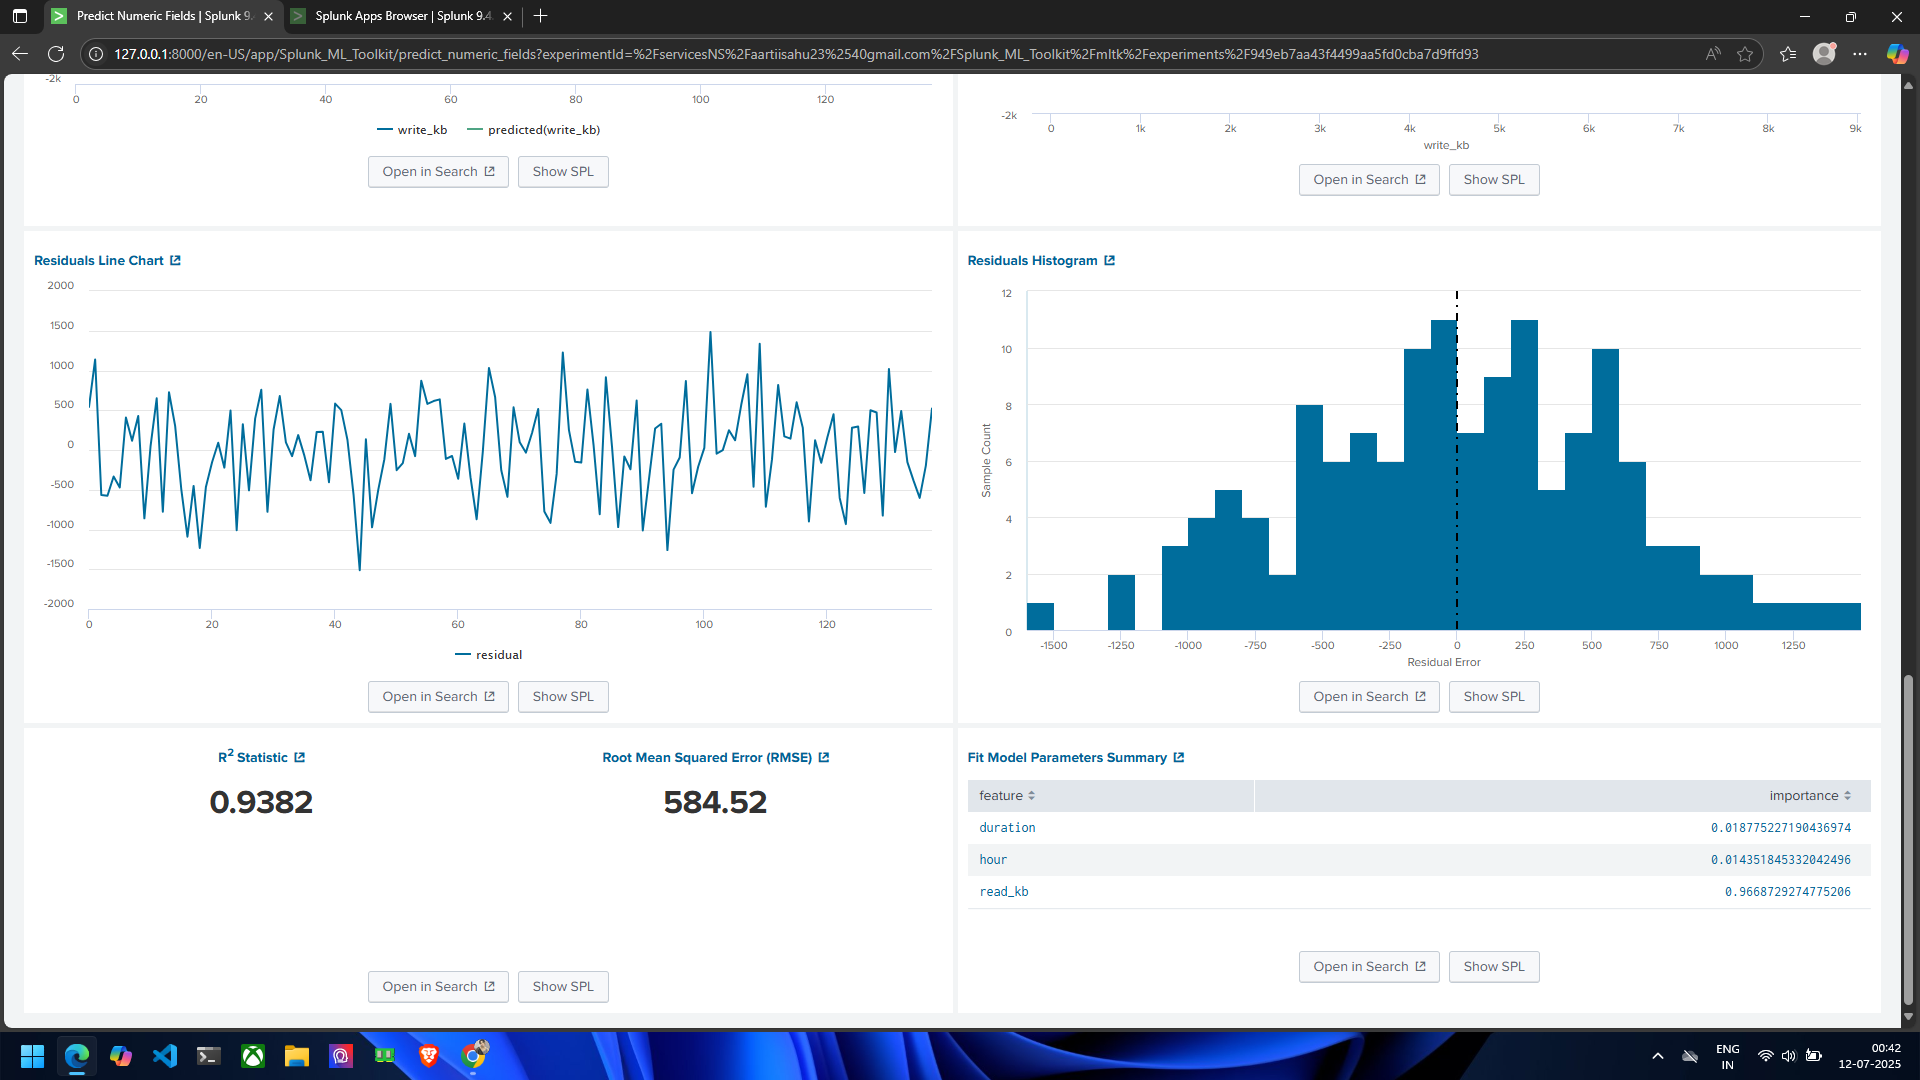 Predict Numeric Fields | Splunk 9.
Splunk Apps Browser | Splunk 9.4
127.0.0.1:8000/en-US/app/Splunk_ML_Toolkit/predict_numeric_fields?experimentId=%2FservicesNS%2Faartiisahu23%2540gmail.com%2FSplunk_ML_Toolkit%2Fmltk%2Fexperiments%2F949eb7aa43f4499aa5fd0cba7d9ffd93
-2k
0 20 40 60 80 100 120
write_kb predicted(write_kb)
Open in Search Show SPL
-2k
0 1k 2k 3k 4k 5k 6k 7k 8k 9k
write_kb
Open in Search Show SPL
Residuals Line Chart
2000
1500
1000
500
0
-500
-1000
-1500
-2000
0 20 40 60 80 100 120
residual
Open in Search Show SPL
Residuals Histogram
12
10
8
6
4
2
0
Sample Count
-1500 -1250 -1000 -750 -500 -250 0 250 500 750 1000 1250
Residual Error
Open in Search Show SPL
R² Statistic
0.9382
Root Mean Squared Error (RMSE)
584.52
Open in Search Show SPL
Fit Model Parameters Summary
feature importance
duration 0.018775227190436974
hour 0.014351845332042496
read_kb 0.9668729274775206
Open in Search Show SPL
ENG
IN
00:42
12-07-2025